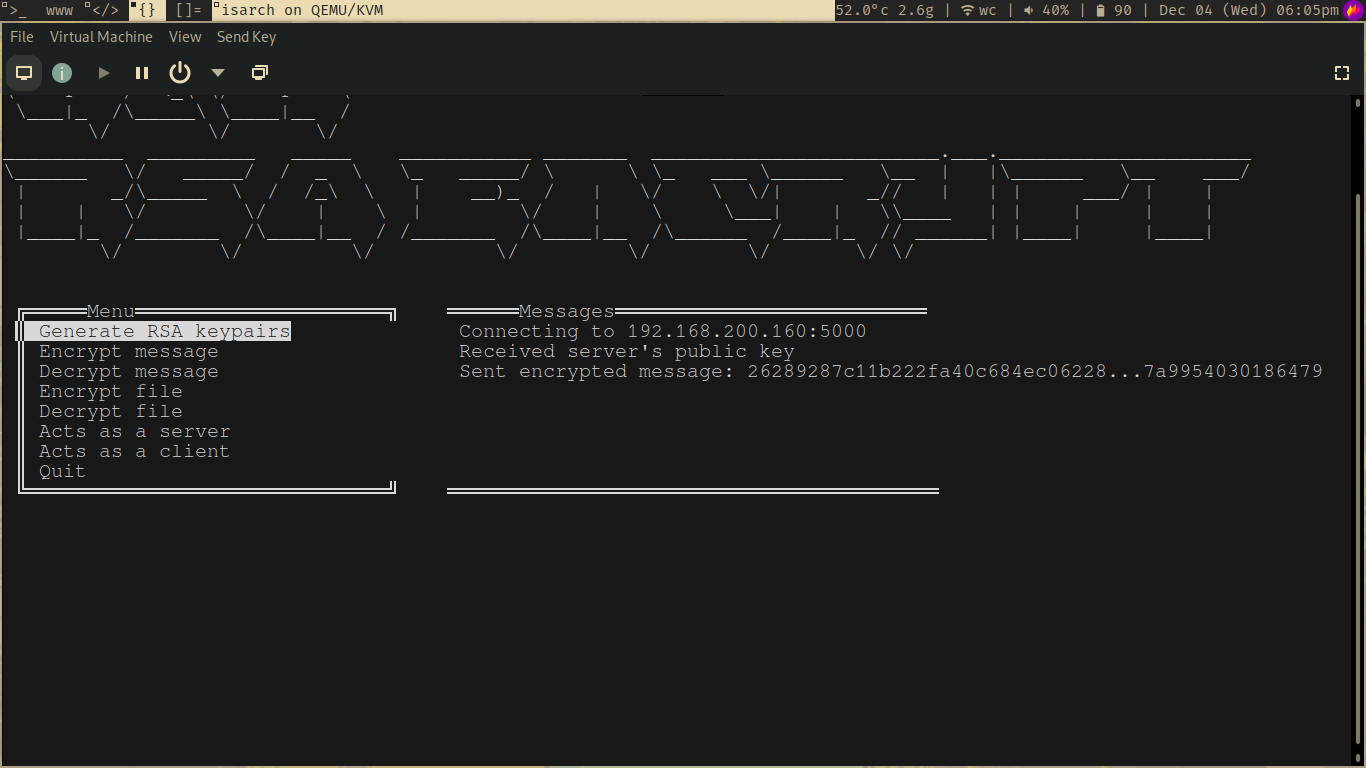 >_ www </> {} []= isarch on QEMU/KVM 52.0°c 2.6g | wc | 40% | 90 | Dec 04 (Wed) 06:05pm
File Virtual Machine View Send Key
RSAENCRYPT
Menu
Generate RSA keypairs
Encrypt message
Decrypt message
Encrypt file
Decrypt file
Acts as a server
Acts as a client
Quit
Messages
Connecting to 192.168.200.160:5000
Received server's public key
Sent encrypted message: 26289287c11b222fa40c684ec06228...7a9954030186479